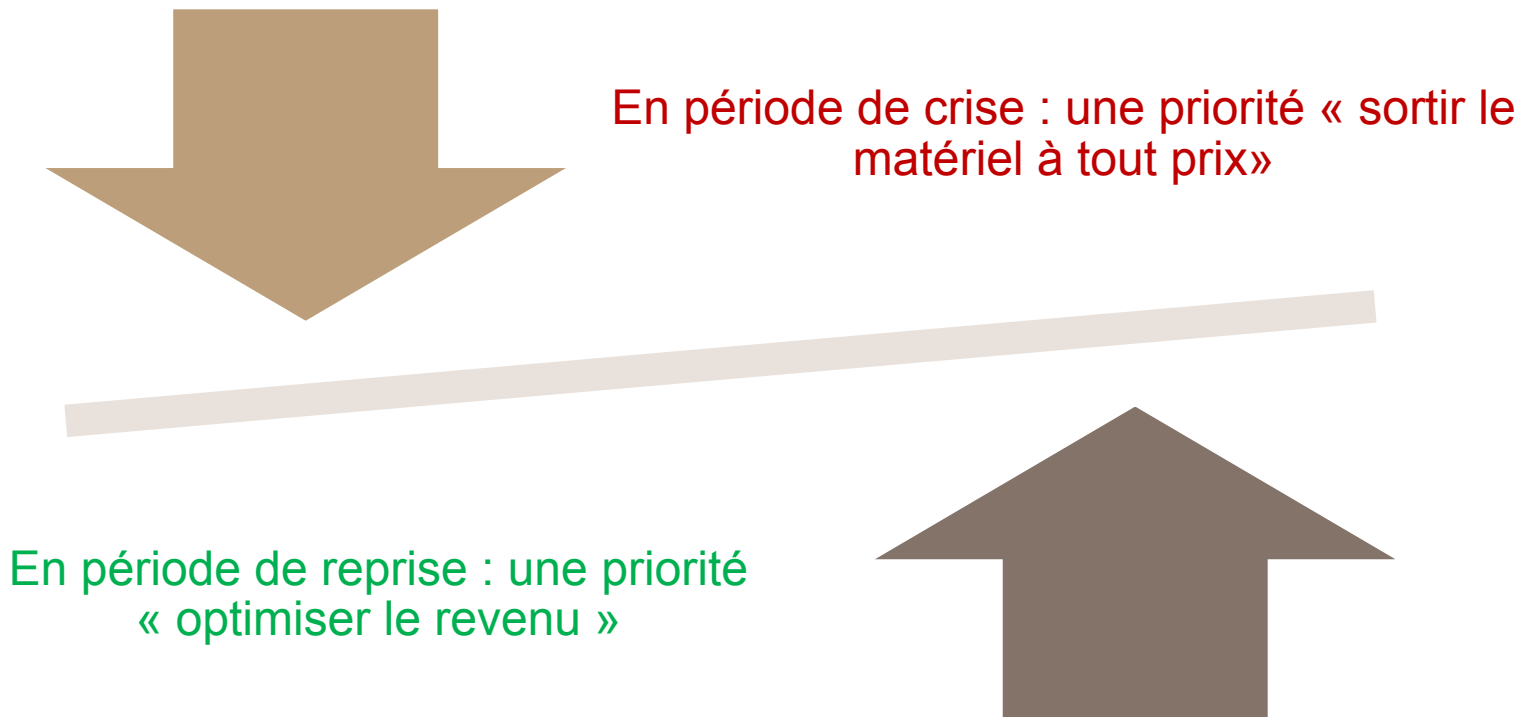 En période de crise : une priorité « sortir le
matériel à tout prix»
En période de reprise : une priorité
« optimiser le revenu »